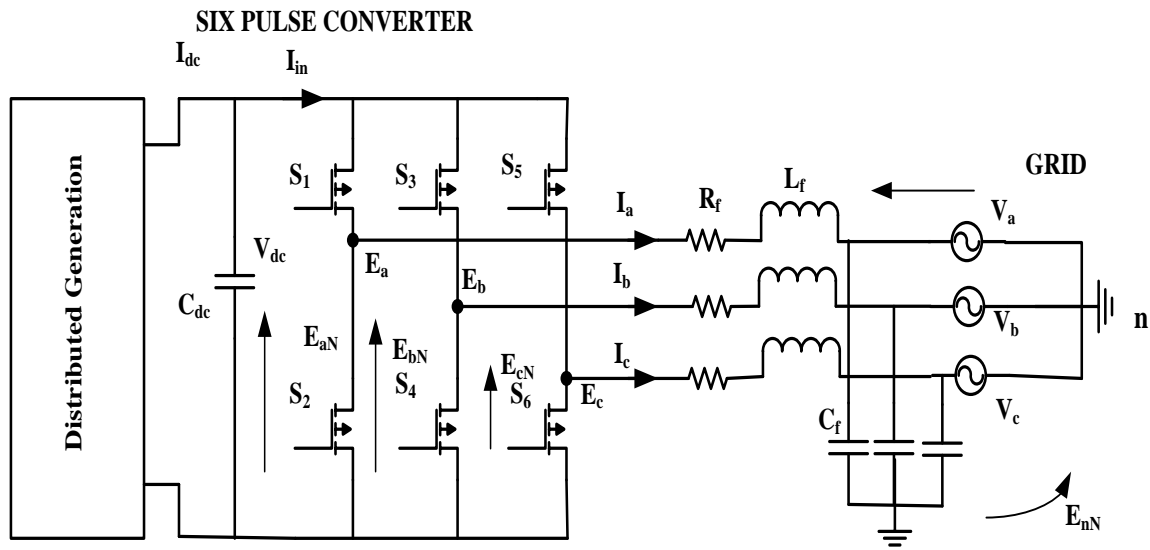 SIX PULSE CONVERTER
I_dc
I_in
Distributed Generation
S_1
S_3
S_5
GRID
R_f
L_f
I_a
V_a
V_dc
E_a
C_dc
E_b
I_b
V_b
n
E_aN
E_bN
E_cN
I_c
E_c
S_2
S_4
S_6
V_c
C_f
E_nN